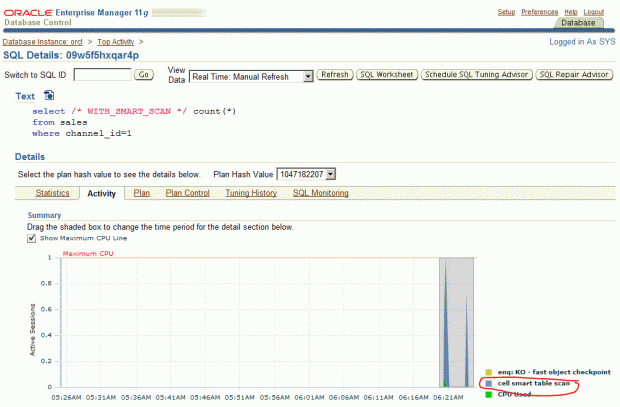 ORACLE Enterprise Manager 11g
Database Control
Setup Preferences Help Logout
Database
Database Instance: orcl > Top Activity >
Logged in As SYS
SQL Details: 09w5f5hxqar4p
Switch to SQL ID
Go
View Data
Real Time: Manual Refresh
Refresh
SQL Worksheet
Schedule SQL Tuning Advisor
SQL Repair Advisor
Text
select /* WITH_SMART_SCAN */ count(*)
from sales
where channel_id=1
Details
Select the plan hash value to see the details below. Plan Hash Value 1047182207
Statistics Activity Plan Plan Control Tuning History SQL Monitoring
Summary
Drag the shaded box to change the time period for the detail section below.
Show Maximum CPU Line
Maximum CPU
1
0.8
0.6
0.4
0.2
0
Active Sessions
05:26AM 05:31AM 05:36AM 05:41AM 05:46AM 05:51AM 05:56AM 06:01AM 06:06AM 06:11AM 06:16AM 06:21AM
enq: KO - fast object checkpoint
cell smart table scan
CPU Used